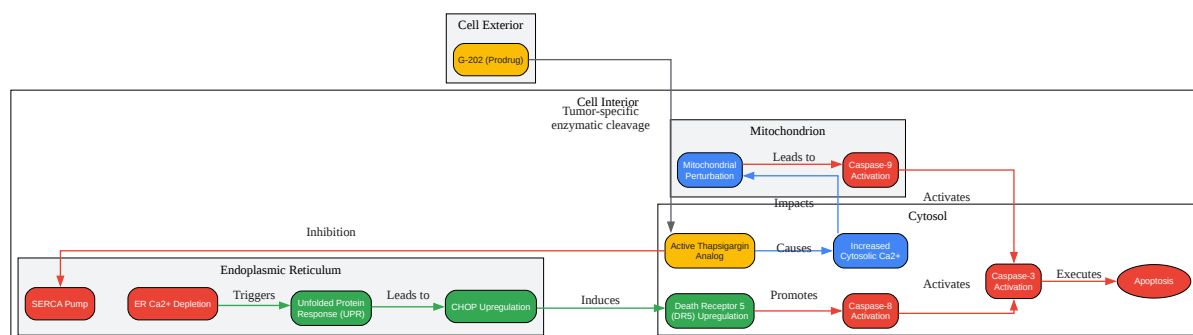 Cell Exterior
G-202 (Prodrug)
Cell Interior
Tumor-specific
enzymatic cleavage
Mitochondrion
Mitochondrial
Perturbation
Leads to
Caspase-9
Activation
Impacts
Activates
Cytosol
Inhibition
Active Thapsigargin
Analog
Causes
Increased
Cytosolic Ca2+
Endoplasmic Reticulum
SERCA Pump
ER Ca2+ Depletion
Triggers
Unfolded Protein
Response (UPR)
Leads to
CHOP Upregulation
Induces
Death Receptor 5
(DR5) Upregulation
Promotes
Caspase-8
Activation
Activates
Caspase-3
Activation
Executes
Apoptosis